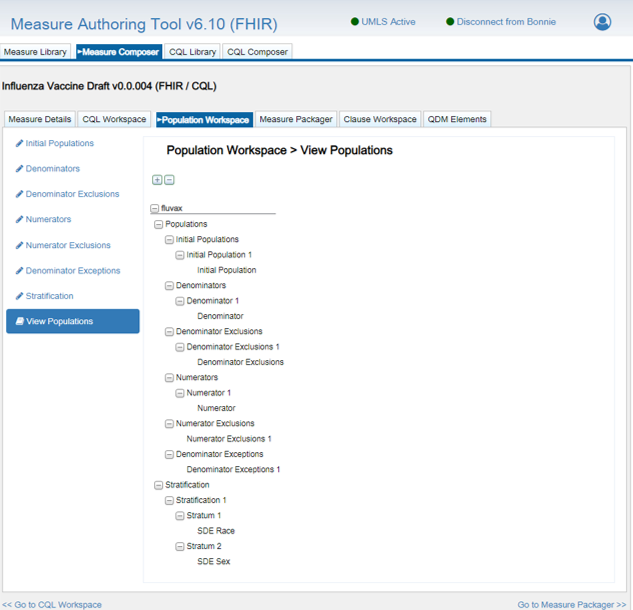 Measure Authoring Tool v6.10 (FHIR)
UMLS Active
Disconnect from Bonnie
Measure Library
Measure Composer
CQL Library
CQL Composer
Influenza Vaccine Draft v0.0.004 (FHIR / CQL)
Measure Details
CQL Workspace
Population Workspace
Measure Packager
Clause Workspace
QDM Elements
Initial Populations
Denominators
Denominator Exclusions
Numerators
Numerator Exclusions
Denominator Exceptions
Stratification
View Populations
Population Workspace > View Populations
fluvax
Populations
Initial Populations
Initial Population 1
Initial Population
Denominators
Denominator 1
Denominator
Denominator Exclusions
Denominator Exclusions 1
Denominator Exclusions
Numerators
Numerator 1
Numerator
Numerator Exclusions
Numerator Exclusions 1
Denominator Exceptions
Denominator Exceptions 1
Stratification
Stratification 1
Stratum 1
SDE Race
Stratum 2
SDE Sex
<< Go to CQL Workspace
Go to Measure Packager >>